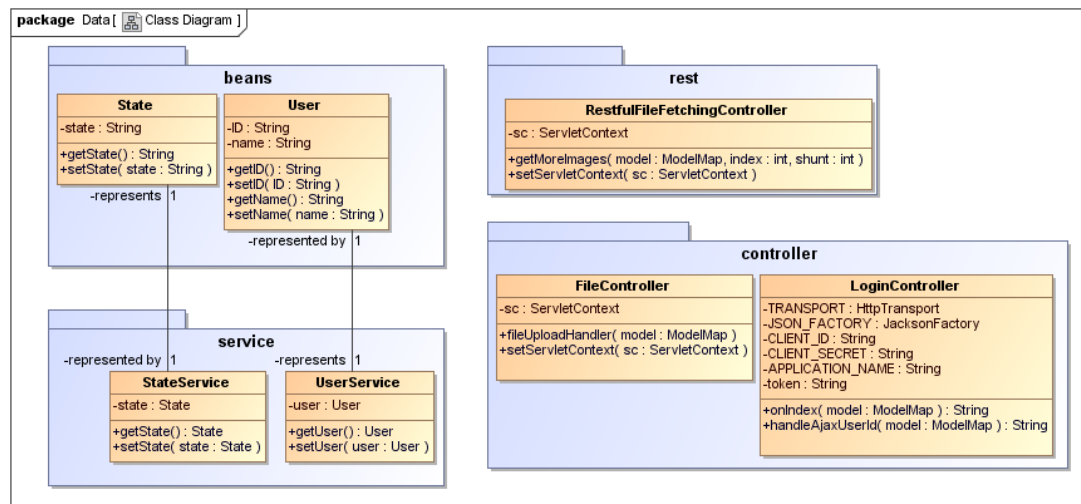 package Data [ Class Diagram ]
beans
State
-state : String
+getState() : String
+setState( state : String )
-represents 1
User
-ID : String
-name : String
+getID() : String
+setID( ID : String )
+getName() : String
+setName( name : String )
-represented by 1
service
-represented by 1
StateService
-state : State
+getState() : State
+setState( state : State )
-represents 1
UserService
-user : User
+getUser() : User
+setUser( user : User )
rest
RestfulFileFetchingController
-sc : ServletContext
+getMoreImages( model : ModelMap, index : int, shunt : int )
+setServletContext( sc : ServletContext )
controller
FileController
-sc : ServletContext
+fileUploadHandler( model : ModelMap )
+setServletContext( sc : ServletContext )
LoginController
-TRANSPORT : HttpTransport
-JSON_FACTORY : JacksonFactory
-CLIENT_ID : String
-CLIENT_SECRET : String
-APPLICATION_NAME : String
-token : String
+onIndex( model : ModelMap ) : String
+handleAjaxUserId( model : ModelMap ) : String